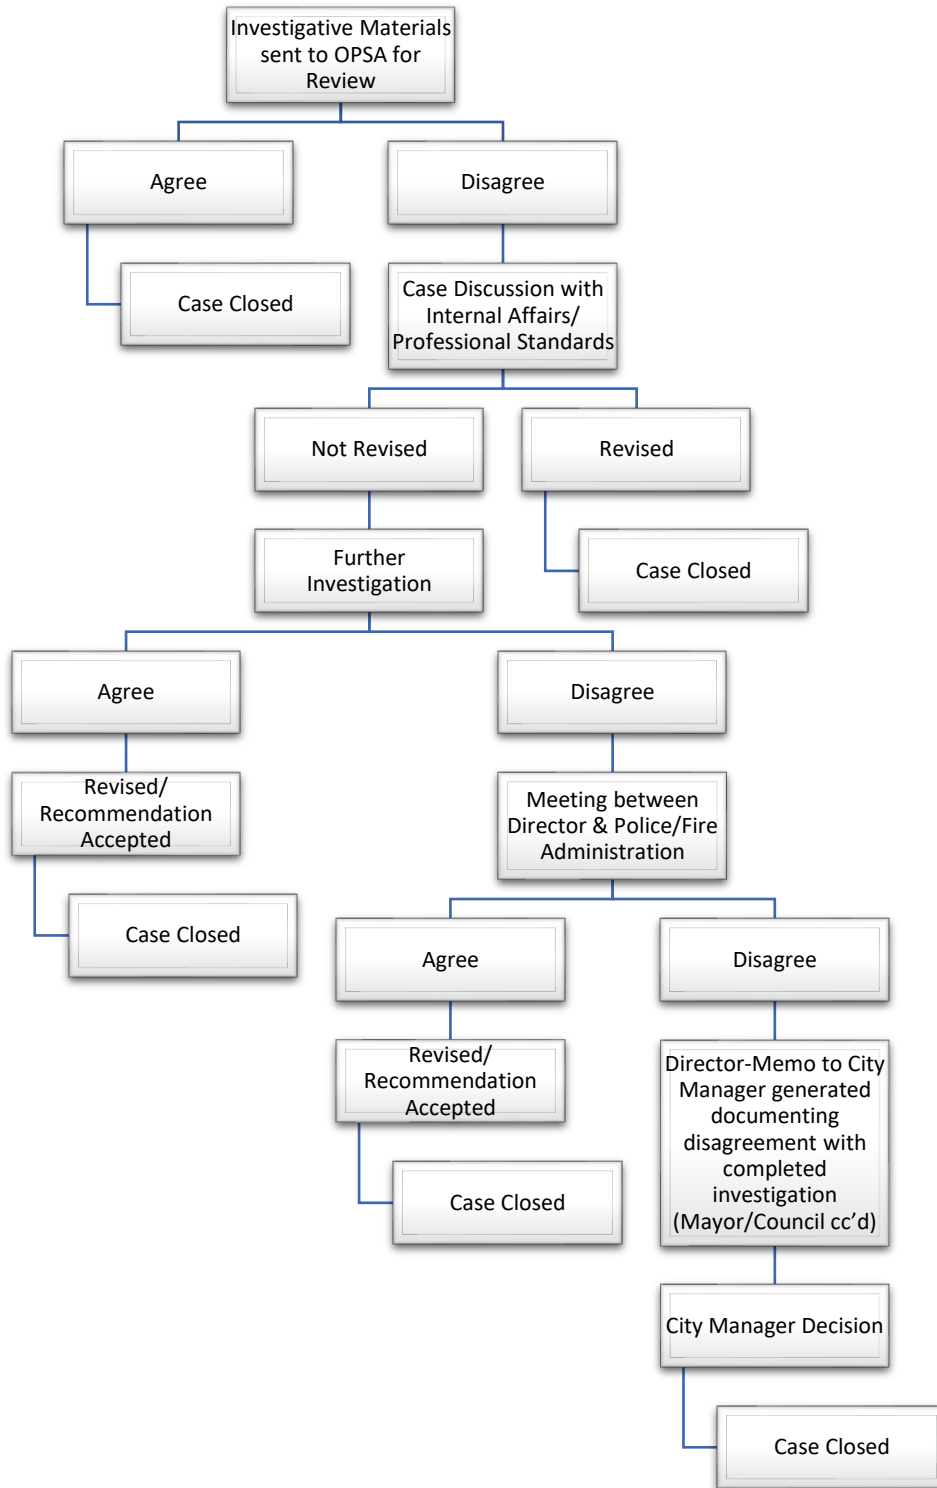 Investigative Materials
sent to OPSA for
Review
Agree
Disagree
Case Closed
Case Discussion with
Internal Affairs/
Professional Standards
Not Revised
Revised
Further
Investigation
Case Closed
Agree
Disagree
Revised/
Recommendation
Accepted
Meeting between
Director & Police/Fire
Administration
Case Closed
Agree
Disagree
Revised/
Recommendation
Accepted
Director-Memo to City
Manager generated
documenting
disagreement with
completed
investigation
(Mayor/Council cc’d)
Case Closed
City Manager Decision
Case Closed